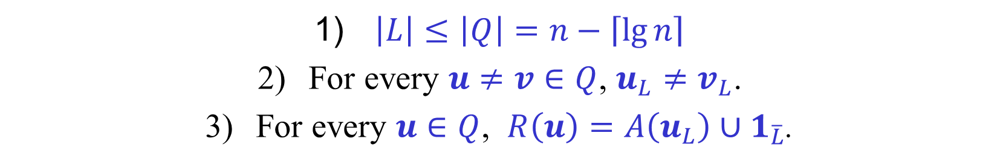 1) |L| ≤ |Q| = n − ⌈lg n⌉
2) For every u ≠ v ∈ Q, u_L ≠ v_L.
3) For every u ∈ Q, R(u) = A(u_L) ∪ 1_L̅.